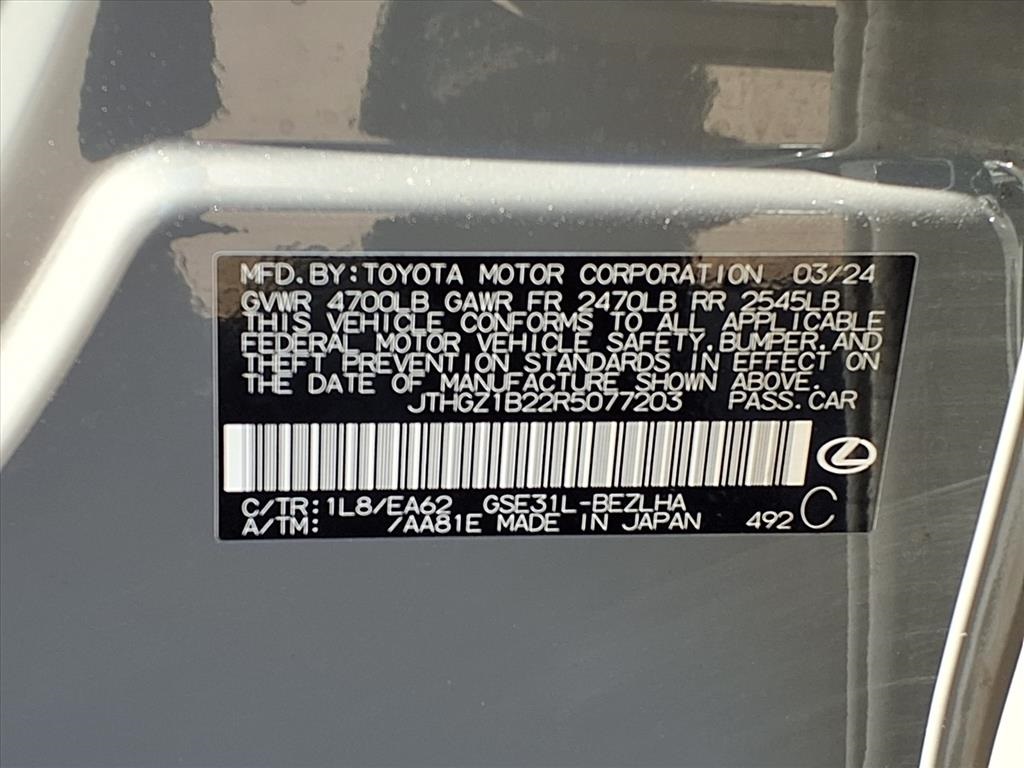 MFD. BY: TOYOTA MOTOR CORPORATION 03/24
GVWR 4700LB GAWR FR 2470LB RR 2545LB
THIS VEHICLE CONFORMS TO ALL APPLICABLE
FEDERAL MOTOR VEHICLE SAFETY, BUMPER, AND
THEFT PREVENTION STANDARDS IN EFFECT ON
THE DATE OF MANUFACTURE SHOWN ABOVE.
JTHGZ1B22R5077203 PASS. CAR
C/TR: 1L8/EA62 GSE31L-BEZLHA
A/TM: /AA81E MADE IN JAPAN 492 C